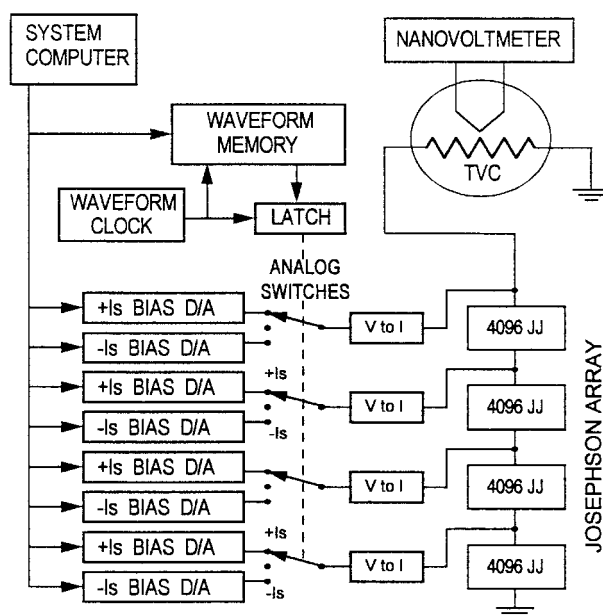 SYSTEM
COMPUTER
NANOVOLTMETER
WAVEFORM
MEMORY
TVC
WAVEFORM
CLOCK
LATCH
ANALOG
SWITCHES
+Is BIAS D/A
V to I
4096 JJ
-Is BIAS D/A
+Is
+Is BIAS D/A
V to I
4096 JJ
-Is BIAS D/A
-Is
+Is BIAS D/A
V to I
4096 JJ
-Is BIAS D/A
+Is
+Is BIAS D/A
V to I
4096 JJ
-Is BIAS D/A
-Is
JOSEPHSON ARRAY